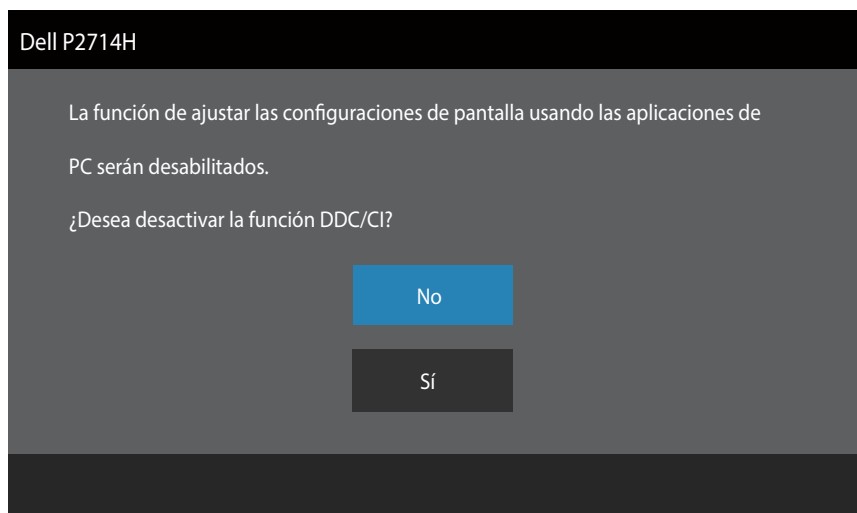 Dell P2714H
La función de ajustar las configuraciones de pantalla usando las aplicaciones de
PC serán desabilitados.
¿Desea desactivar la función DDC/CI?
No
Sí